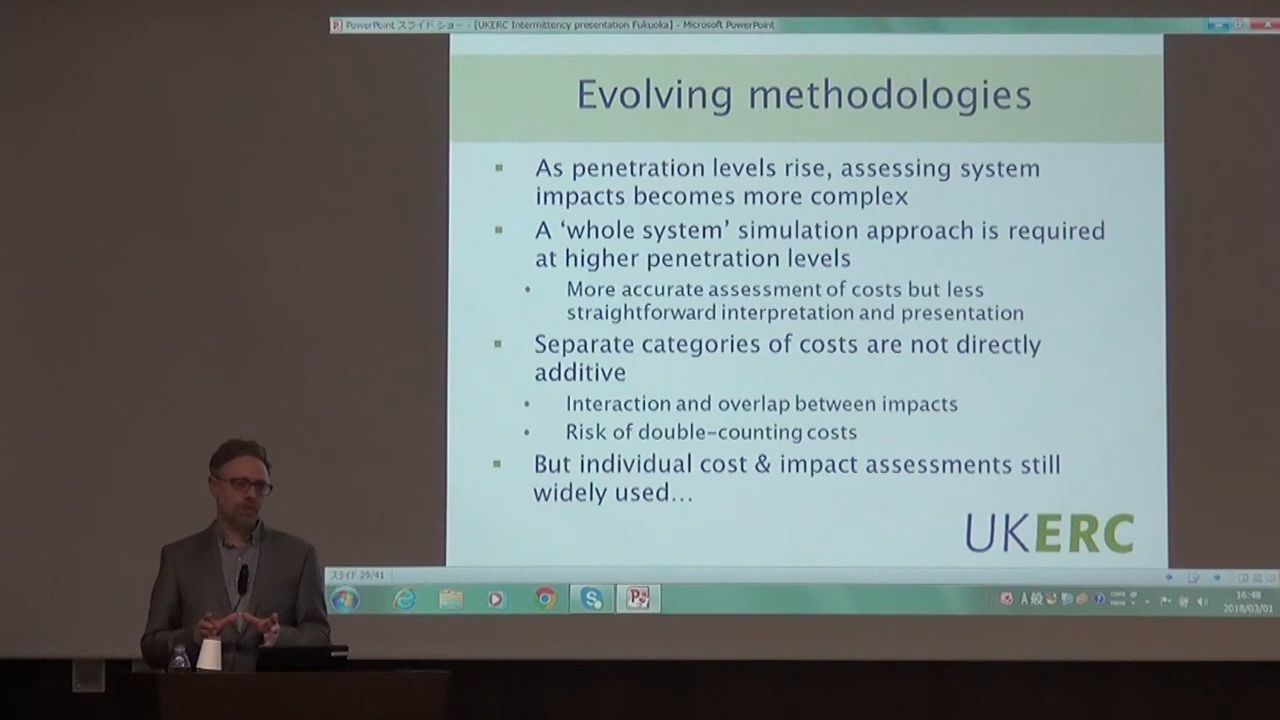 PowerPoint スライド ショー - [UKERC Intermittency presentation Fukuoka] - Microsoft PowerPoint
Evolving methodologies
As penetration levels rise, assessing system
impacts becomes more complex
A ‘whole system’ simulation approach is required
at higher penetration levels
More accurate assessment of costs but less
straightforward interpretation and presentation
Separate categories of costs are not directly
additive
Interaction and overlap between impacts
Risk of double-counting costs
But individual cost & impact assessments still
widely used…
UKERC
スライド 29/41
A 般
16:48
2018/03/01